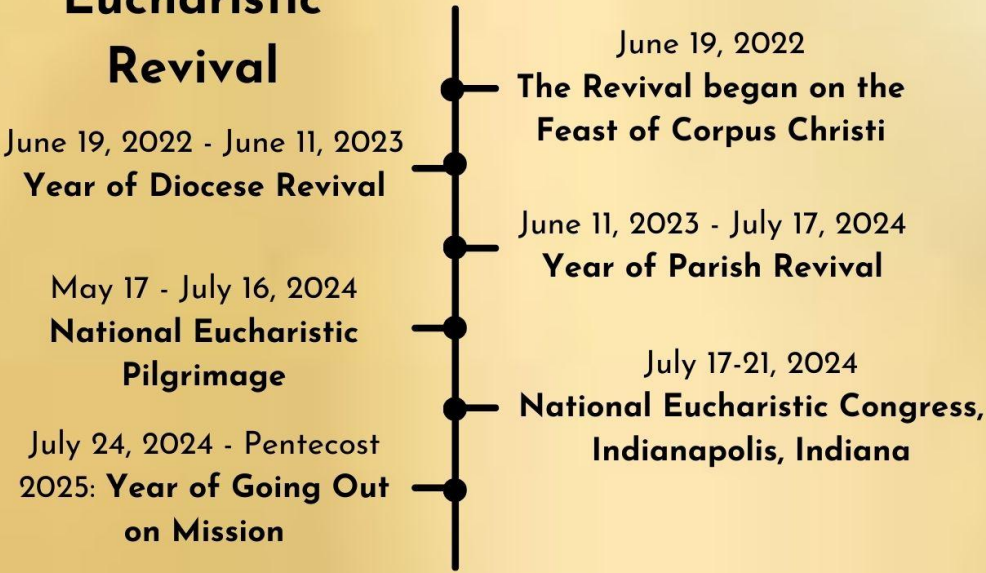 Eucharistic
Revival
June 19, 2022
The Revival began on the
Feast of Corpus Christi
June 19, 2022 - June 11, 2023
Year of Diocese Revival
June 11, 2023 - July 17, 2024
Year of Parish Revival
May 17 - July 16, 2024
National Eucharistic
Pilgrimage
July 17-21, 2024
National Eucharistic Congress,
Indianapolis, Indiana
July 24, 2024 - Pentecost
2025: Year of Going Out
on Mission